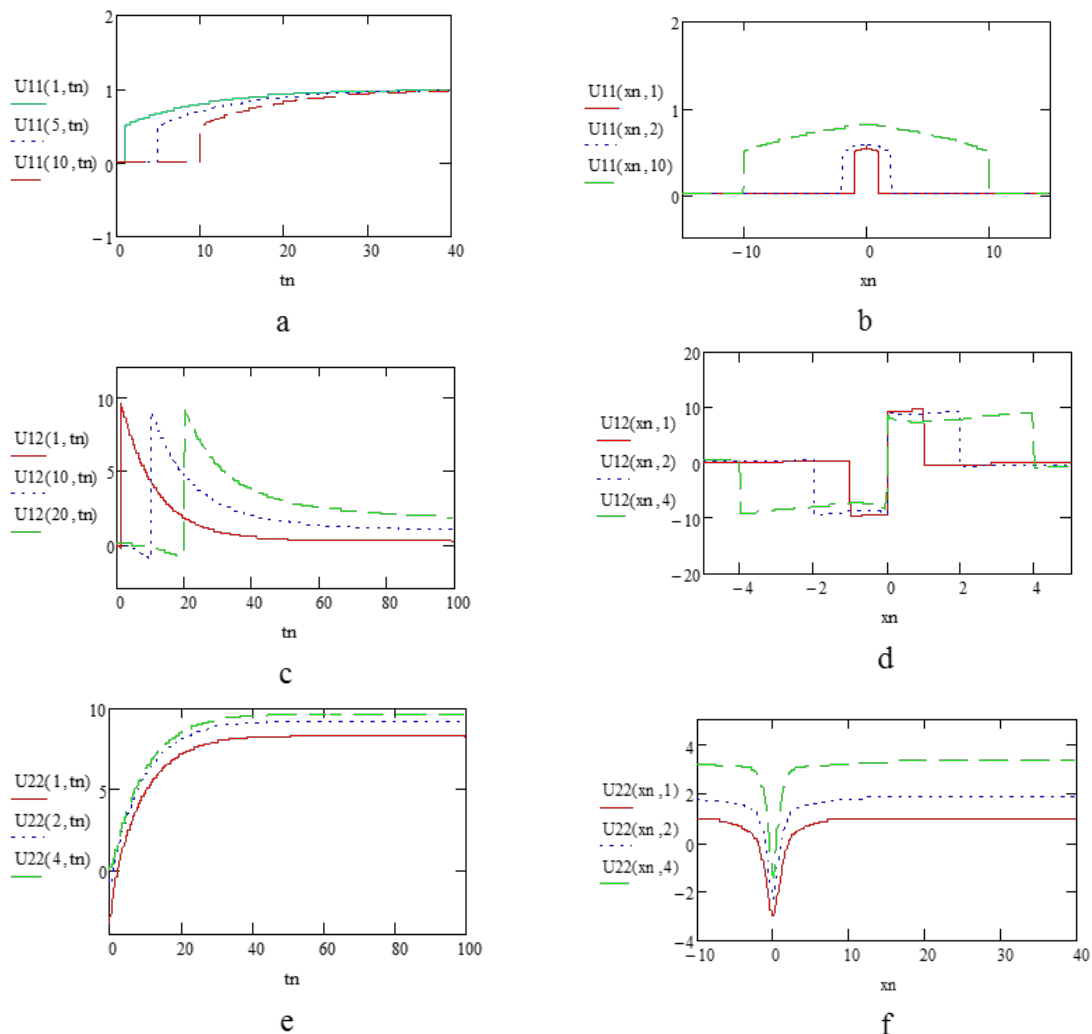 2
1
0
−1
U11(1,tn)
U11(5,tn)
U11(10,tn)
0 10 20 30 40
tn
a
2
1
0
U11(xn,1)
U11(xn,2)
U11(xn,10)
−10 0 10
xn
b
10
5
0
U12(1,tn)
U12(10,tn)
U12(20,tn)
0 20 40 60 80 100
tn
c
20
10
0
−10
−20
U12(xn,1)
U12(xn,2)
U12(xn,4)
−4 −2 0 2 4
xn
d
10
5
0
U22(1,tn)
U22(2,tn)
U22(4,tn)
0 20 40 60 80 100
tn
e
4
2
0
−2
−4
U22(xn,1)
U22(xn,2)
U22(xn,4)
−10 0 10 20 30 40
xn
f